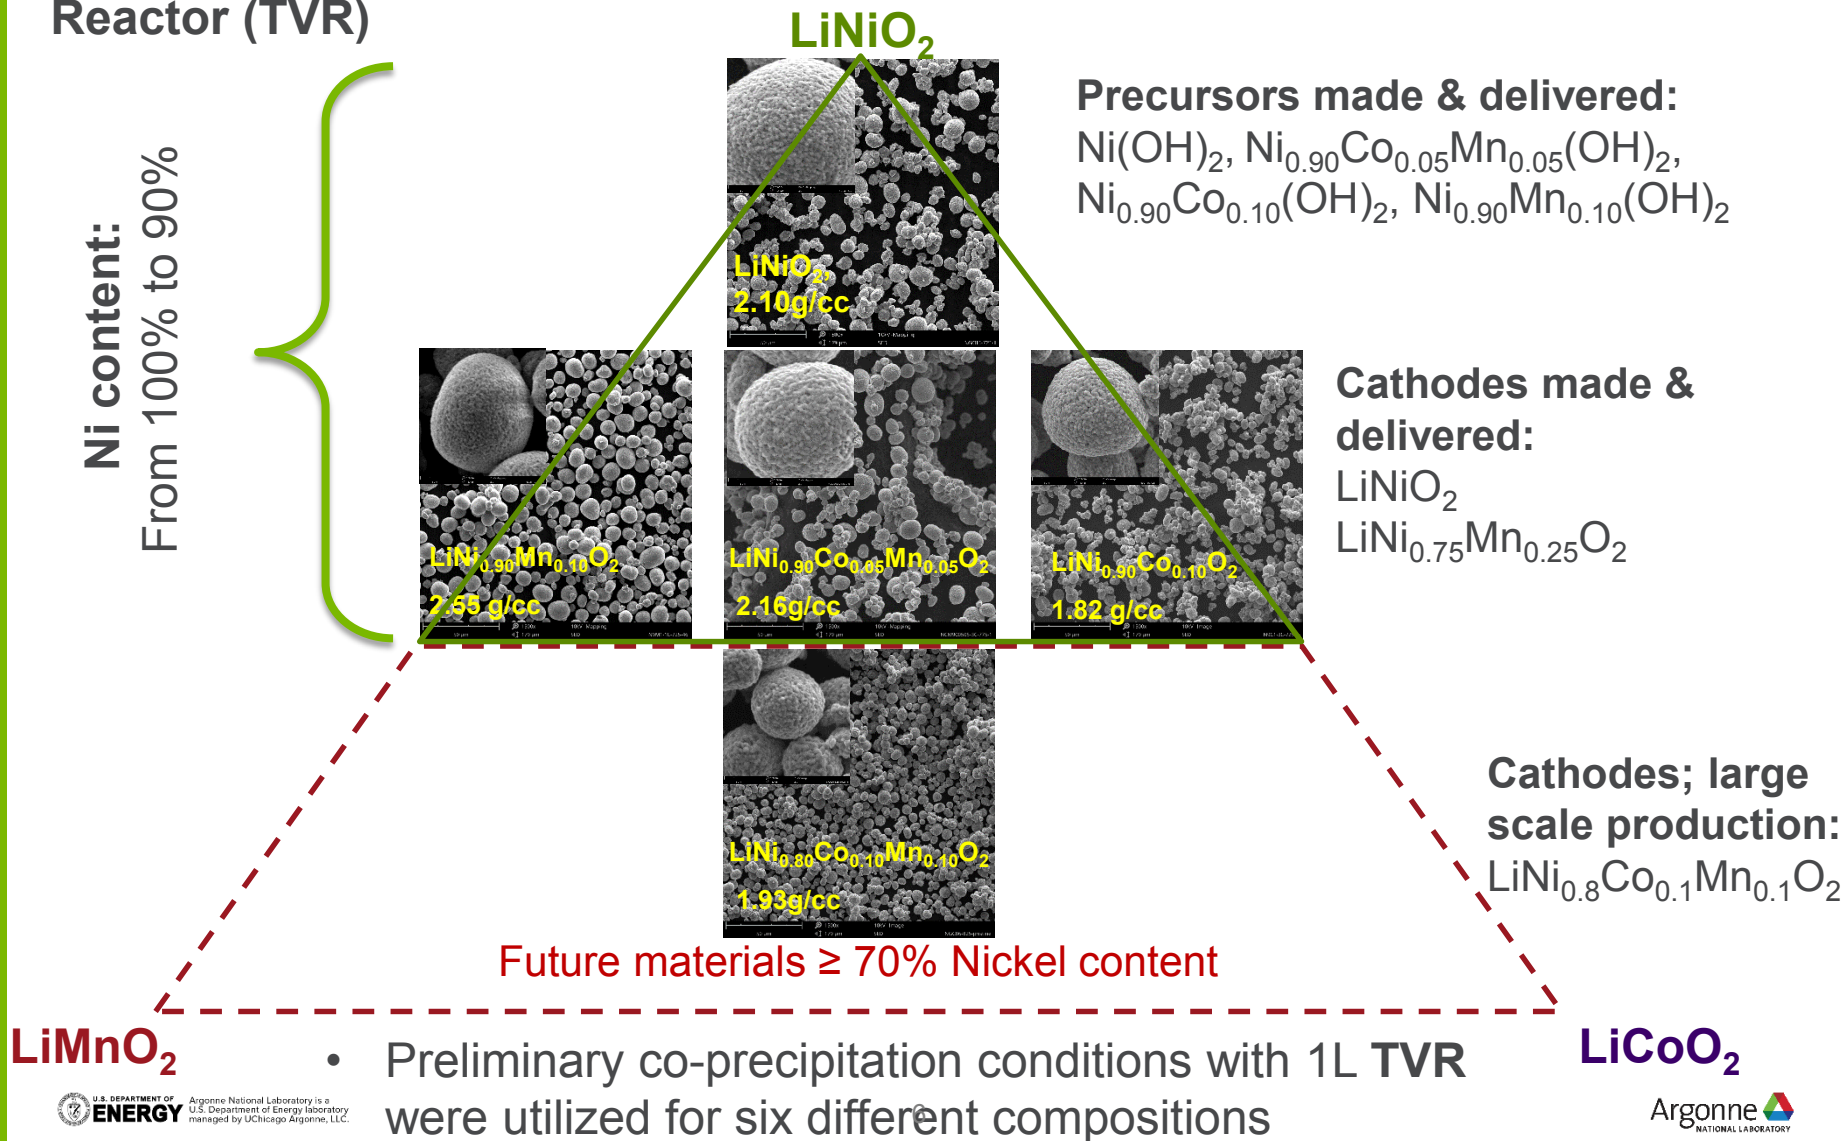 Reactor (TVR)
LiNiO₂
Precursors made & delivered:
Ni(OH)₂, Ni₀.₉₀Co₀.₀₅Mn₀.₀₅(OH)₂,
Ni₀.₉₀Co₀.₁₀(OH)₂, Ni₀.₉₀Mn₀.₁₀(OH)₂
Ni content:
From 100% to 90%
LiNiO₂,
2.10g/cc
Cathodes made &
delivered:
LiNiO₂
LiNi₀.₇₅Mn₀.₂₅O₂
LiNi₀.₉₀Mn₀.₁₀O₂
2.55 g/cc
LiNi₀.₉₀Co₀.₀₅Mn₀.₀₅O₂
2.16g/cc
LiNi₀.₉₀Co₀.₁₀O₂
1.82 g/cc
Cathodes; large
scale production:
LiNi₀.₈Co₀.₁Mn₀.₁O₂
LiNi₀.₈₀Co₀.₁₀Mn₀.₁₀O₂
1.93g/cc
Future materials ≥ 70% Nickel content
LiMnO₂
LiCoO₂
• Preliminary co-precipitation conditions with 1L TVR
were utilized for six different compositions
U.S. DEPARTMENT OF
ENERGY
Argonne National Laboratory is a
U.S. Department of Energy laboratory
managed by UChicago Argonne, LLC.
Argonne
NATIONAL LABORATORY